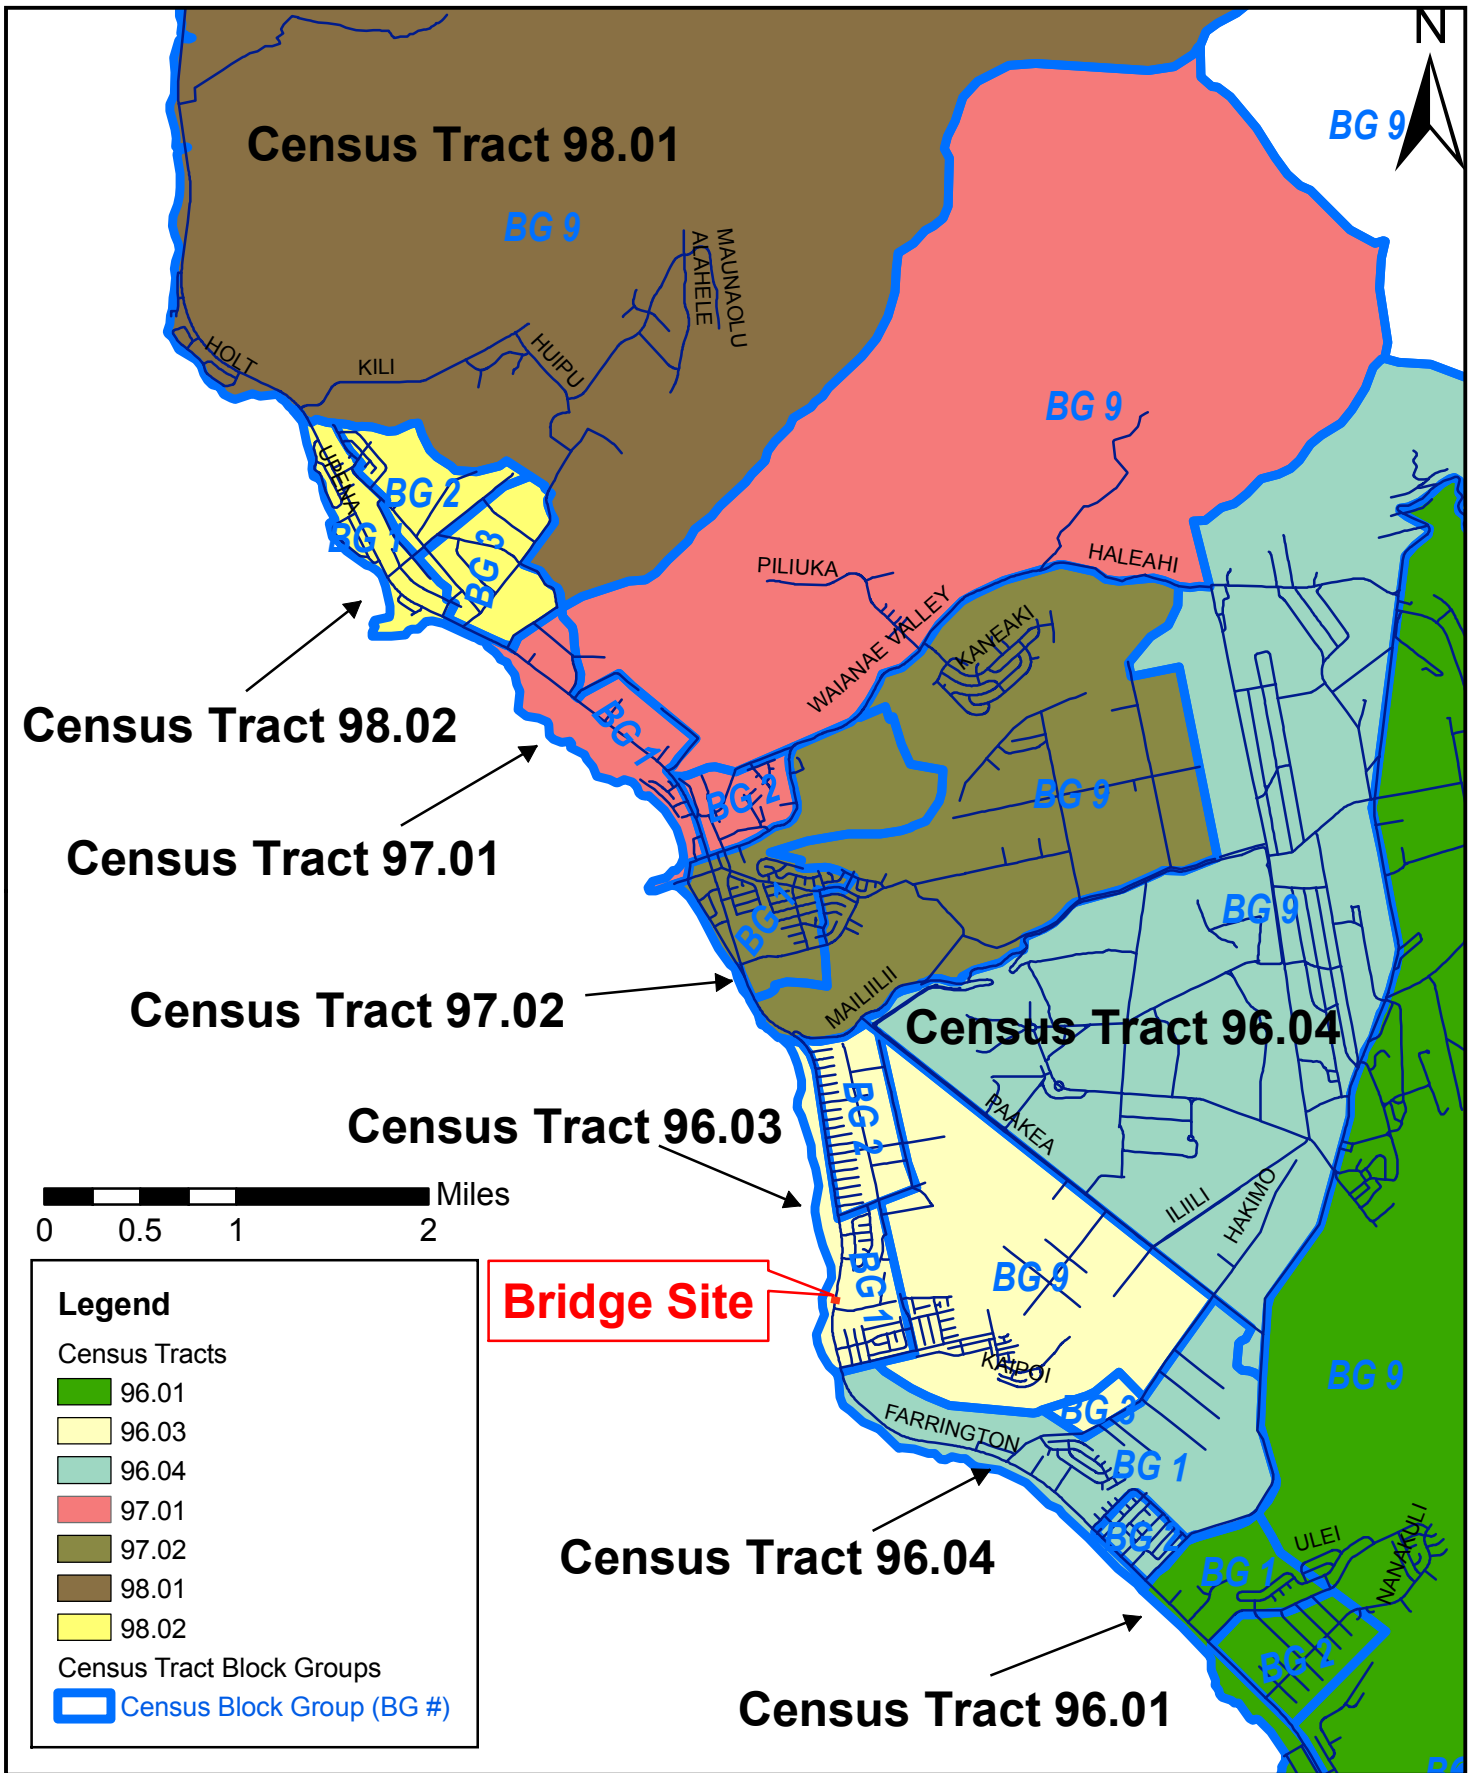 N
BG 9
Census Tract 98.01
BG 9
MAUNAOLU
ALAHELE
HOLT
KILI
HUIPU
BG 9
UPENA
BG 2
BG 1
BG 3
PILIUKA
HALEAHI
WAIANAE VALLEY
KANEAKI
Census Tract 98.02
BG 1
BG 2
BG 9
Census Tract 97.01
BG 1
BG 9
Census Tract 97.02
MAILIILII
Census Tract 96.04
BG 2
PAAKEA
Census Tract 96.03
ILIILI
HAKIMO
Miles
0 0.5 1 2
BG 1
BG 9
Bridge Site
KAIPOI
BG 9
BG 3
FARRINGTON
BG 1
BG 2
Census Tract 96.04
ULEI
NANAKULI
BG 1
BG 2
Census Tract 96.01
Legend
Census Tracts
96.01
96.03
96.04
97.01
97.02
98.01
98.02
Census Tract Block Groups
Census Block Group (BG #)